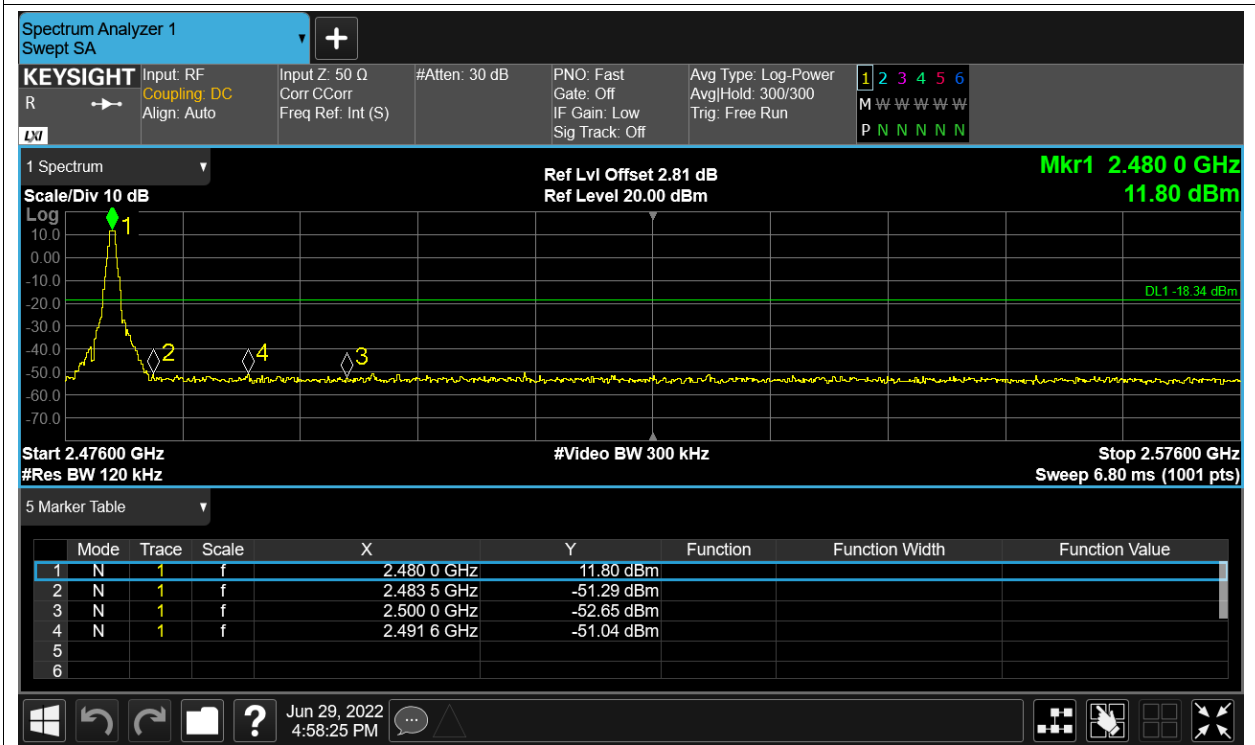 Spectrum Analyzer 1
Swept SA
KEYSIGHT Input: RF Input Z: 50 Ω #Atten: 30 dB PNO: Fast Avg Type: Log-Power 1 2 3 4 5 6
R Coupling: DC Corr CCorr Gate: Off Avg|Hold: 300/300 M W W W W W
Align: Auto Freq Ref: Int (S) IF Gain: Low Trig: Free Run
LXI Sig Track: Off P N N N N N
1 Spectrum Ref Lvl Offset 2.81 dB Mkr1 2.480 0 GHz
Scale/Div 10 dB Ref Level 20.00 dBm 11.80 dBm
Log
1
10.0
0.00
-10.0
DL1 -18.34 dBm
-20.0
-30.0
-40.0
2 4 3
-50.0
-60.0
-70.0
Start 2.47600 GHz #Video BW 300 kHz Stop 2.57600 GHz
#Res BW 120 kHz Sweep 6.80 ms (1001 pts)
5 Marker Table
Mode Trace Scale X Y Function Function Width Function Value
1 N 1 f 2.480 0 GHz 11.80 dBm
2 N 1 f 2.483 5 GHz -51.29 dBm
3 N 1 f 2.500 0 GHz -52.65 dBm
4 N 1 f 2.491 6 GHz -51.04 dBm
5
6
? Jun 29, 2022
4:58:25 PM